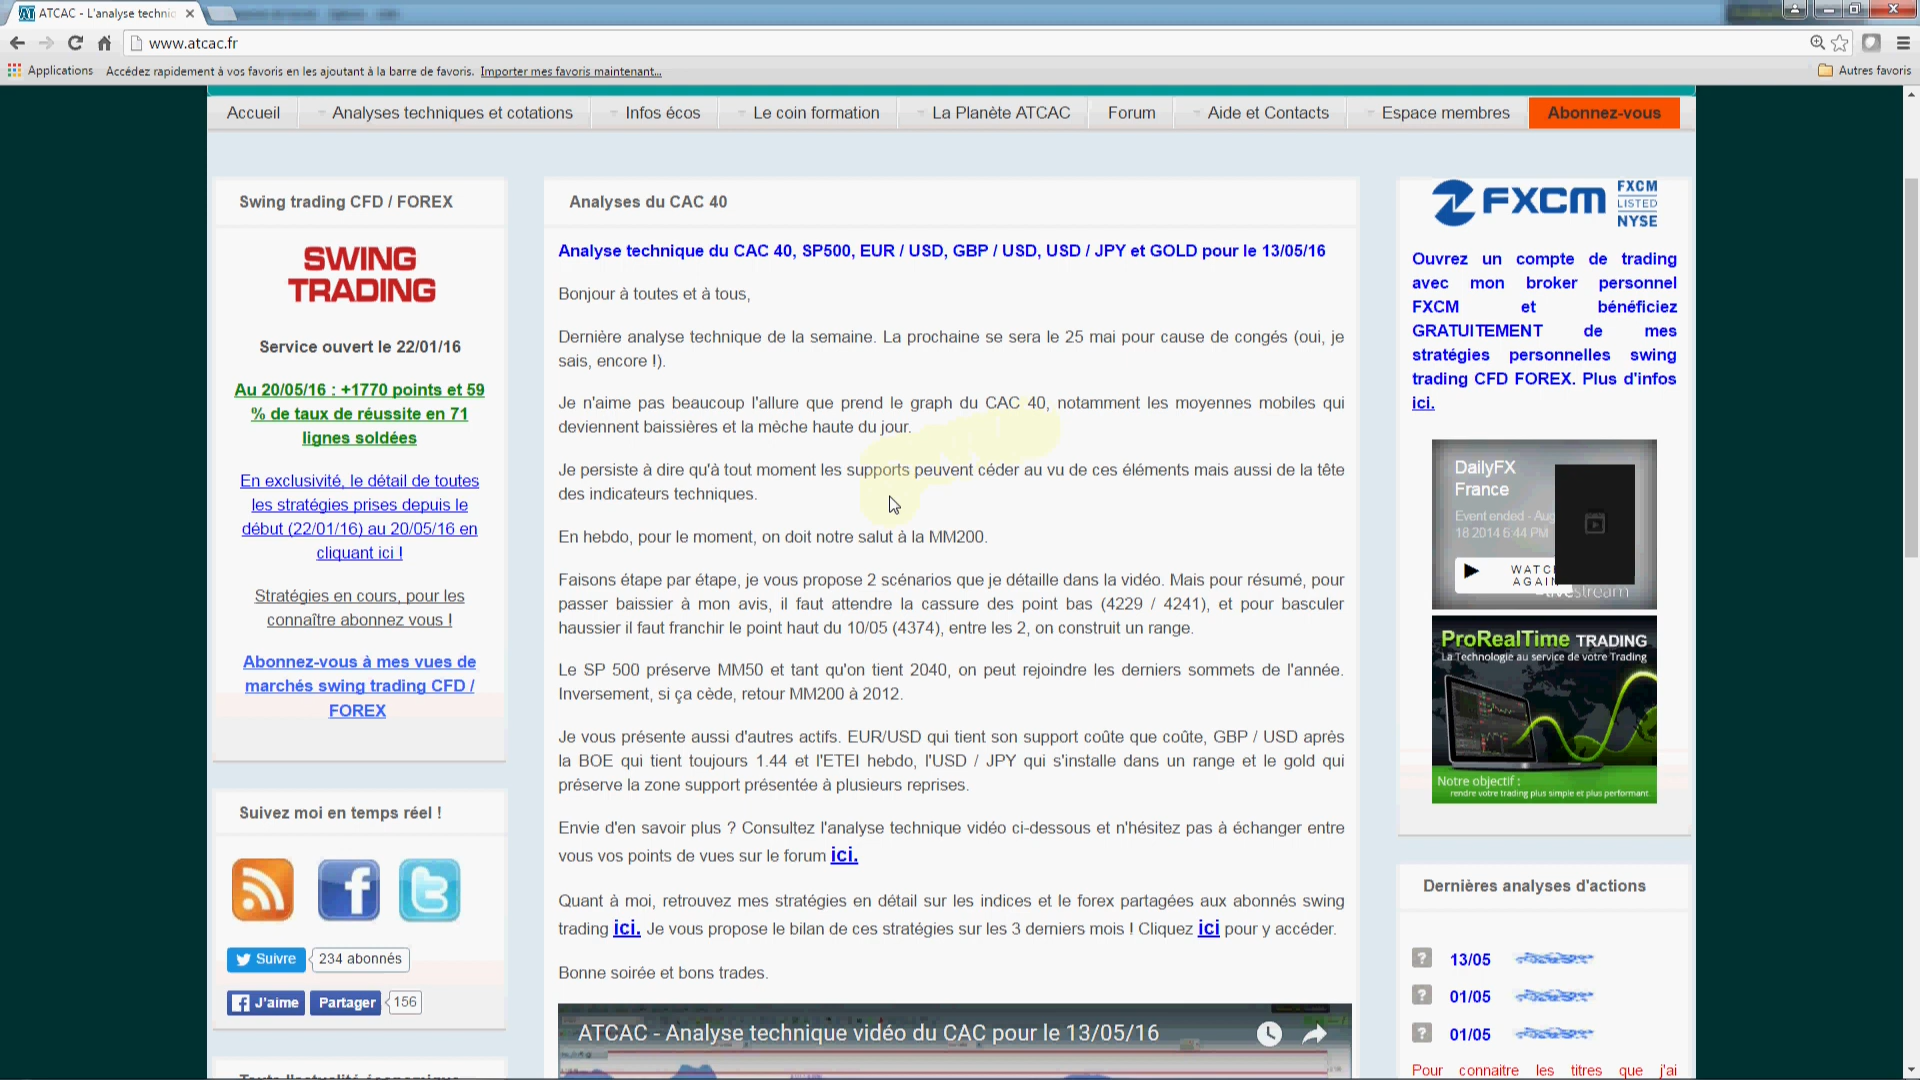 ATCAC - L'analyse technic
www.atcac.fr
Applications Accédez rapidement à vos favoris en les ajoutant à la barre de favoris. Importer mes favoris maintenant... Autres favoris
Accueil Analyses techniques et cotations Infos écos Le coin formation La Planète ATCAC Forum Aide et Contacts Espace membres Abonnez-vous
Swing trading CFD / FOREX
SWING
TRADING
Service ouvert le 22/01/16
Au 20/05/16 : +1770 points et 59
% de taux de réussite en 71
lignes soldées
En exclusivité, le détail de toutes
les stratégies prises depuis le
début (22/01/16) au 20/05/16 en
cliquant ici !
Stratégies en cours, pour les
connaître abonnez vous !
Abonnez-vous à mes vues de
marchés swing trading CFD /
FOREX
Suivez moi en temps réel !
Suivre 234 abonnés
J'aime Partager 156
Analyses du CAC 40
Analyse technique du CAC 40, SP500, EUR / USD, GBP / USD, USD / JPY et GOLD pour le 13/05/16
Bonjour à toutes et à tous,
Dernière analyse technique de la semaine. La prochaine se sera le 25 mai pour cause de congés (oui, je
sais, encore !).
Je n'aime pas beaucoup l'allure que prend le graph du CAC 40, notamment les moyennes mobiles qui
deviennent baissières et la mèche haute du jour.
Je persiste à dire qu'à tout moment les supports peuvent céder au vu de ces éléments mais aussi de la tête
des indicateurs techniques.
En hebdo, pour le moment, on doit notre salut à la MM200.
Faisons étape par étape, je vous propose 2 scénarios que je détaille dans la vidéo. Mais pour résumé, pour
passer baissier à mon avis, il faut attendre la cassure des point bas (4229 / 4241), et pour basculer
haussier il faut franchir le point haut du 10/05 (4374), entre les 2, on construit un range.
Le SP 500 préserve MM50 et tant qu'on tient 2040, on peut rejoindre les derniers sommets de l'année.
Inversement, si ça cède, retour MM200 à 2012.
Je vous présente aussi d'autres actifs. EUR/USD qui tient son support coûte que coûte, GBP / USD après
la BOE qui tient toujours 1.44 et l'ETEI hebdo, l'USD / JPY qui s'installe dans un range et le gold qui
préserve la zone support présentée à plusieurs reprises.
Envie d'en savoir plus ? Consultez l'analyse technique vidéo ci-dessous et n'hésitez pas à échanger entre
vous vos points de vues sur le forum ici.
Quant à moi, retrouvez mes stratégies en détail sur les indices et le forex partagées aux abonnés swing
trading ici. Je vous propose le bilan de ces stratégies sur les 3 derniers mois ! Cliquez ici pour y accéder.
Bonne soirée et bons trades.
ATCAC - Analyse technique vidéo du CAC pour le 13/05/16
FXCM FXCM
LISTED
NYSE
Ouvrez un compte de trading
avec mon broker personnel
FXCM et bénéficiez
GRATUITEMENT de mes
stratégies personnelles swing
trading CFD FOREX. Plus d'infos
ici.
DailyFX
France
Event ended - Aug
18 2014 6:44 PM
WATC
AGAIN
livestream
ProRealTime TRADING
La Technologie au service de votre Trading
Notre objectif :
rendre votre trading plus simple et plus performant
Dernières analyses d'actions
? 13/05
? 01/05
? 01/05
Pour connaitre les titres que j'ai